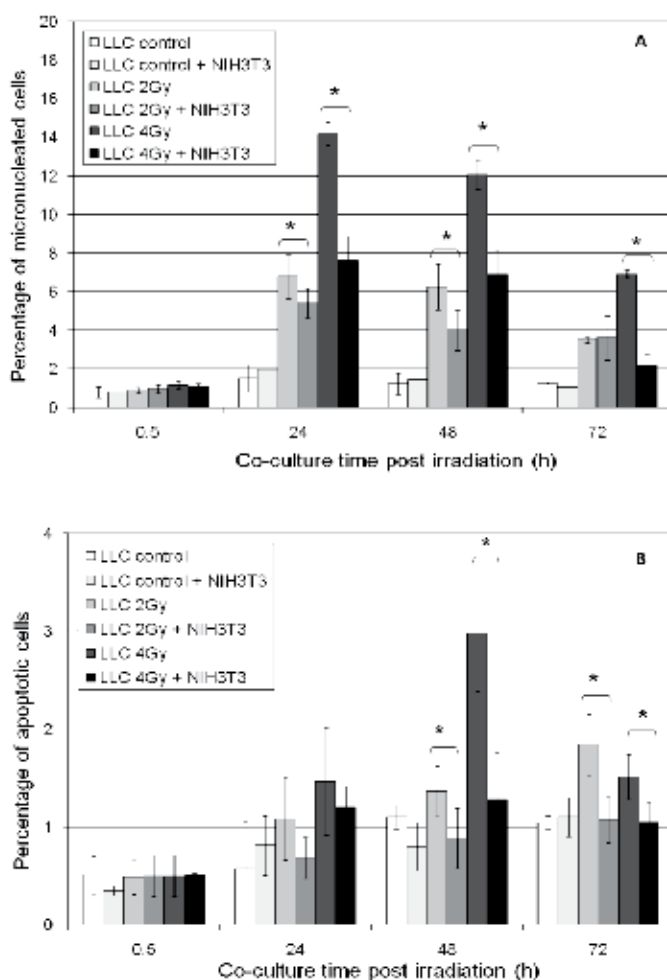 Percentage of micronucleated cells
20
18
16
14
12
10
8
6
4
2
0
A
LLC control
LLC control + NIH3T3
LLC 2Gy
LLC 2Gy + NIH3T3
LLC 4Gy
LLC 4Gy + NIH3T3
*
*
*
*
*
0.5 24 48 72
Co-culture time post irradiation (h)
Percentage of apoptotic cells
4
3
2
1
0
B
LLC control
LLC control + NIH3T3
LLC 2Gy
LLC 2Gy + NIH3T3
LLC 4Gy
LLC 4Gy + NIH3T3
*
*
*
*
0.5 24 48 72
Co-culture time post irradiation (h)